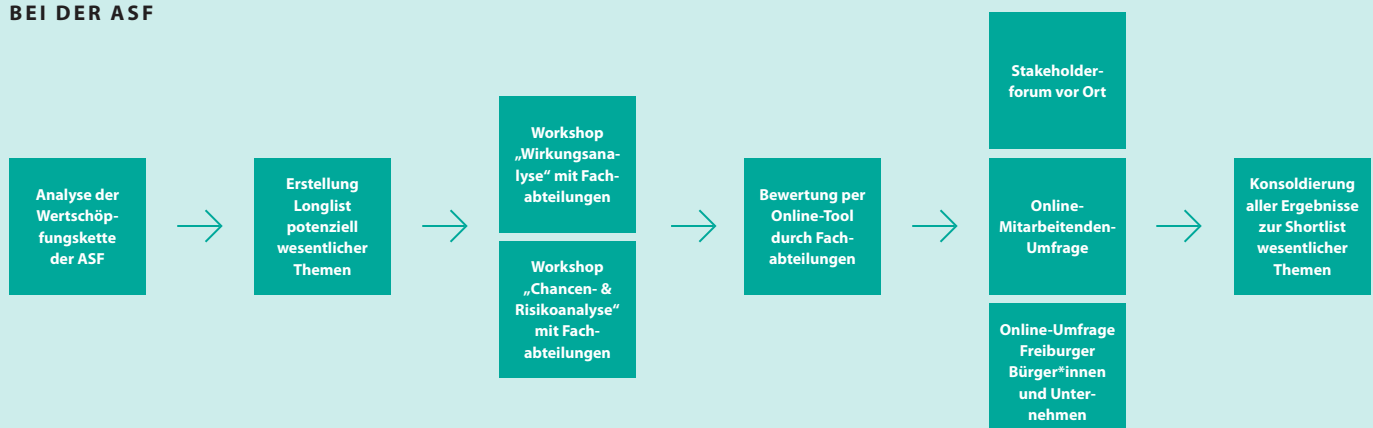 BEI DER ASF
Analyse der
Wertschöp-
fungskette
der ASF
Erstellung
Longlist
potenziell
wesentlicher
Themen
Workshop
„Wirkungsana-
lyse“ mit Fach-
abteilungen
Workshop
„Chancen- &
Risikoanalyse“
mit Fach-
abteilungen
Bewertung per
Online-Tool
durch Fach-
abteilungen
Stakeholder-
forum vor Ort
Online-
Mitarbeitenden-
Umfrage
Online-Umfrage
Freiburger
Bürger*innen
und Unter-
nehmen
Konsoldierung
aller Ergebnisse
zur Shortlist
wesentlicher
Themen